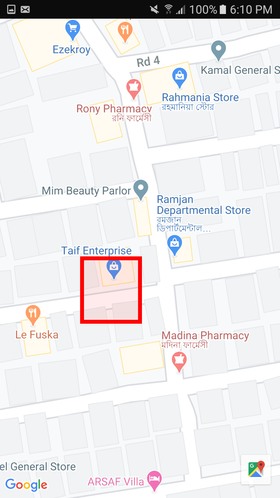 100% 6:10 PM
Ezekroy
Rd 4
Kamal General S
Rahmania Store
রহমানিয়া স্টোর
Rony Pharmacy
রনি ফার্মেসী
Mim Beauty Parlor
Ramjan
Departmental Store
রমজান
ডিপার্টমেন্টাল...
Taif Enterprise
Le Fuska
Madina Pharmacy
মদিনা ফার্মেসী
el General Store
Google
ARSAF Villa